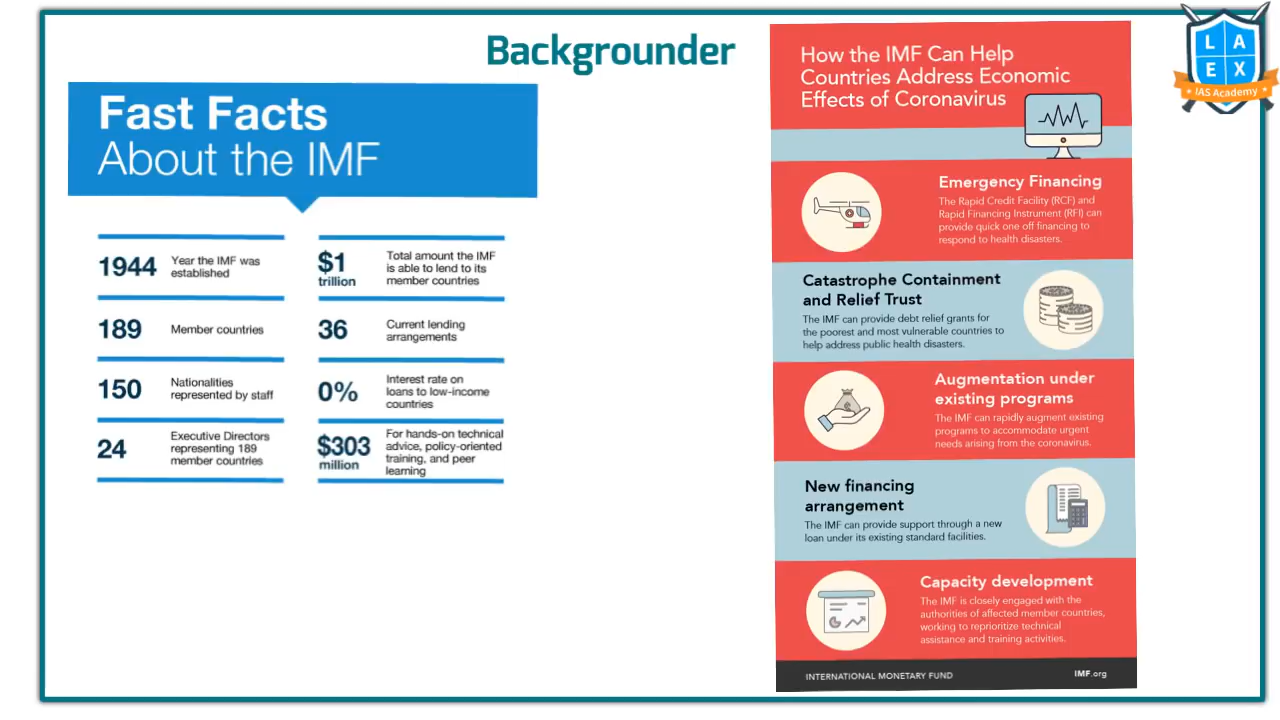 Backgrounder
L A
E X
IAS Academy
Fast Facts
About the IMF
1944
Year the IMF was
established
$1
trillion
Total amount the IMF
is able to lend to its
member countries
189
Member countries
36
Current lending
arrangements
150
Nationalities
represented by staff
0%
Interest rate on
loans to low-income
countries
24
Executive Directors
representing 189
member countries
$303
million
For hands-on technical
advice, policy-oriented
training, and peer
learning
How the IMF Can Help
Countries Address Economic
Effects of Coronavirus
Emergency Financing
The Rapid Credit Facility (RCF) and
Rapid Financing Instrument (RFI) can
provide quick one off financing to
respond to health disasters.
Catastrophe Containment
and Relief Trust
The IMF can provide debt relief grants for
the poorest and most vulnerable countries to
help address public health disasters.
Augmentation under
existing programs
The IMF can rapidly augment existing
programs to accommodate urgent
needs arising from the coronavirus.
New financing
arrangement
The IMF can provide support through a new
loan under its existing standard facilities.
Capacity development
The IMF is closely engaged with the
authorities of affected member countries,
working to reprioritize technical
assistance and training activities.
INTERNATIONAL MONETARY FUND
IMF.org